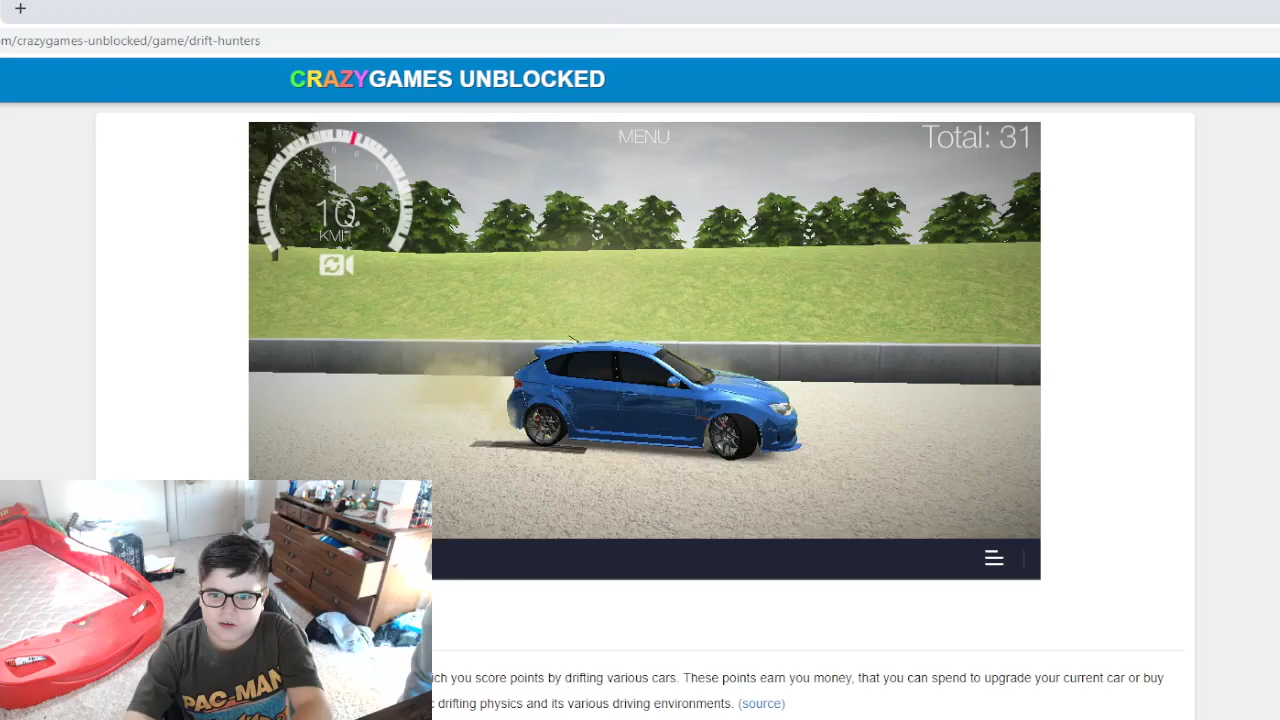 +
m/crazygames-unblocked/game/drift-hunters
CRAZYGAMES UNBLOCKED
MENU
Total: 31
1
10
KM/H
PAC-MAN
ch you score points by drifting various cars. These points earn you money, that you can spend to upgrade your current car or buy
drifting physics and its various driving environments. (source)